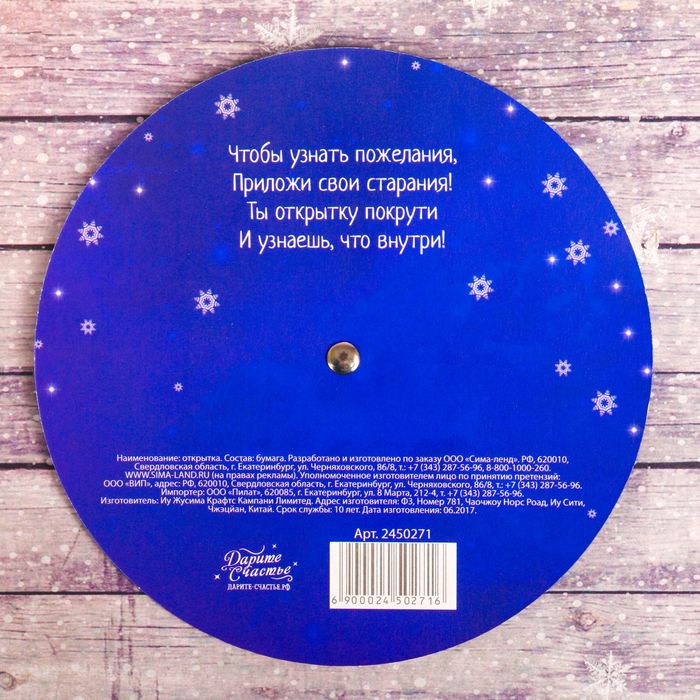 Чтобы узнать пожелания,
Приложи свои старания!
Ты открытку покрути
И узнаешь, что внутри!
Наименование: открытка. Состав: бумага. Разработано и изготовлено по заказу ООО «Сима-ленд». РФ, 620010,
Свердловская область, г. Екатеринбург, ул. Черняховского, 86/8, т.: +7 (343) 287-56-96, 8-800-1000-260.
WWW.SIMA-LAND.RU (на правах рекламы). Уполномоченное изготовителем лицо по принятию претензий:
ООО «ВИП», адрес: РФ, 620010, Свердловская область, г. Екатеринбург, ул. Черняховского, 86/8, т.: +7 (343) 287-56-96.
Импортер: ООО «Пилат», 620085, г. Екатеринбург, ул. 8 Марта, 212-4, т. +7 (343) 287-56-96.
Изготовитель: Иу Жусима Крафтс Кампани Лимитед. Адрес изготовителя: Ф3, Номер 781, Чаочжоу Норс Роад, Иу Сити,
Чжэцйан, Китай. Срок службы: 10 лет. Дата изготовления: 06.2017.
Арт. 2450271
Дарите
Счастье
ДАРИТЕ-СЧАСТЬЕ.РФ
6 900024 502716